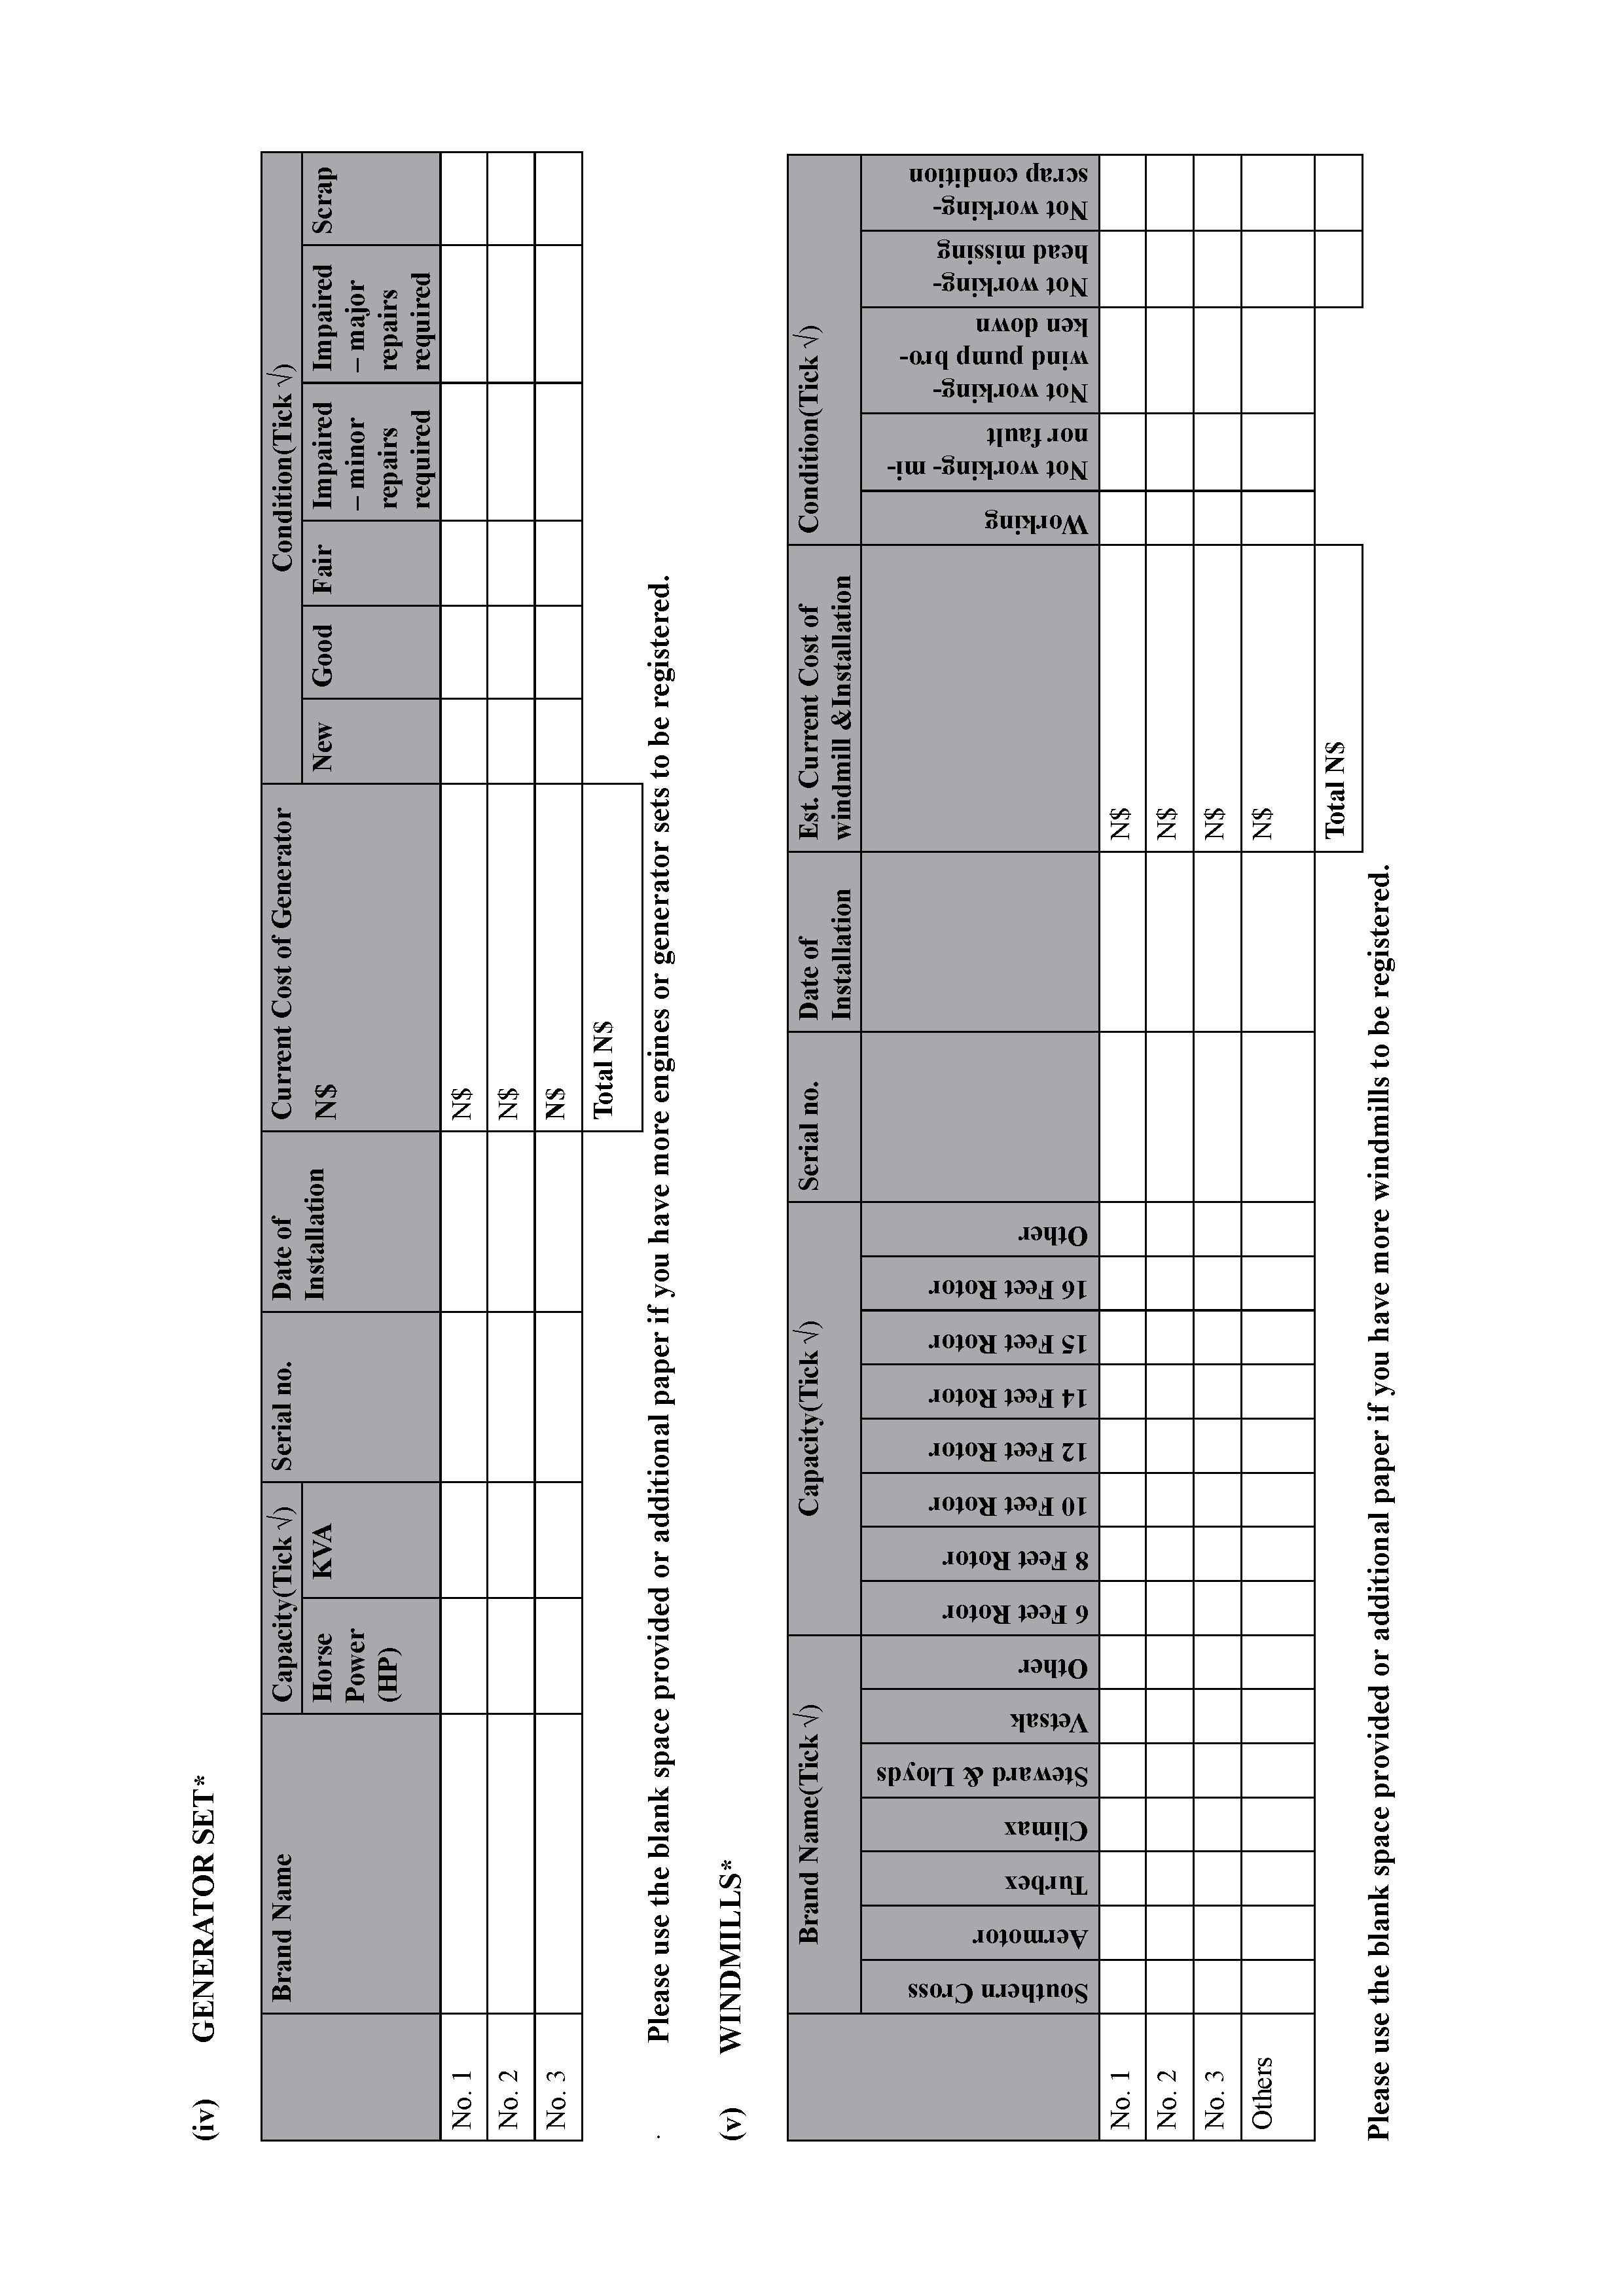 (iv) GENERATOR SET*
Brand Name
Capacity(Tick √)
Serial no.
Date of
Installation
Current Cost of Generator
N$
Condition(Tick √)
Horse
Power
(HP)
KVA
New
Good
Fair
Impaired
– minor
repairs
required
Impaired
– major
repairs
required
Scrap
No. 1
N$
No. 2
N$
No. 3
N$
Total N$
. Please use the blank space provided or additional paper if you have more engines or generator sets to be registered.
(v) WINDMILLS*
Brand Name(Tick √)
Capacity(Tick √)
Serial no.
Date of
Installation
Est. Current Cost of
windmill &Installation
Condition(Tick √)
Southern Cross
Aermotor
Turbex
Climax
Steward & Lloyds
Vetsak
Other
6 Feet Rotor
8 Feet Rotor
10 Feet Rotor
12 Feet Rotor
14 Feet Rotor
15 Feet Rotor
16 Feet Rotor
Other
Working
Not working- mi-
nor fault
Not working-
wind pump bro-
ken down
Not working-
head missing
Not working-
scrap condition
No. 1
N$
No. 2
N$
No. 3
N$
Others
N$
Total N$
Please use the blank space provided or additional paper if you have more windmills to be registered.